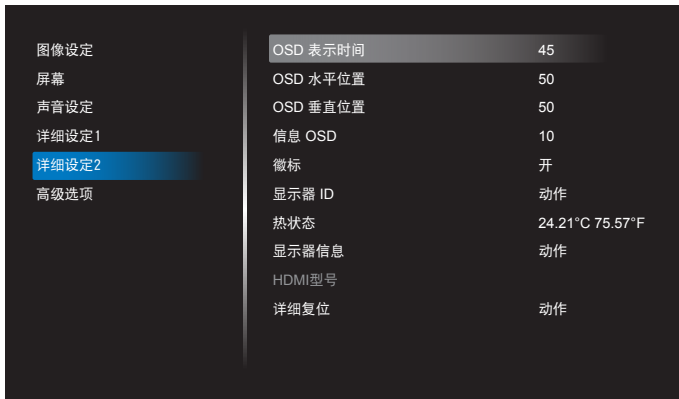 图像设定
屏幕
声音设定
详细设定1
详细设定2
高级选项
OSD 表示时间 45
OSD 水平位置 50
OSD 垂直位置 50
信息 OSD 10
徽标 开
显示器 ID 动作
热状态 24.21°C 75.57°F
显示器信息 动作
HDMI型号
详细复位 动作